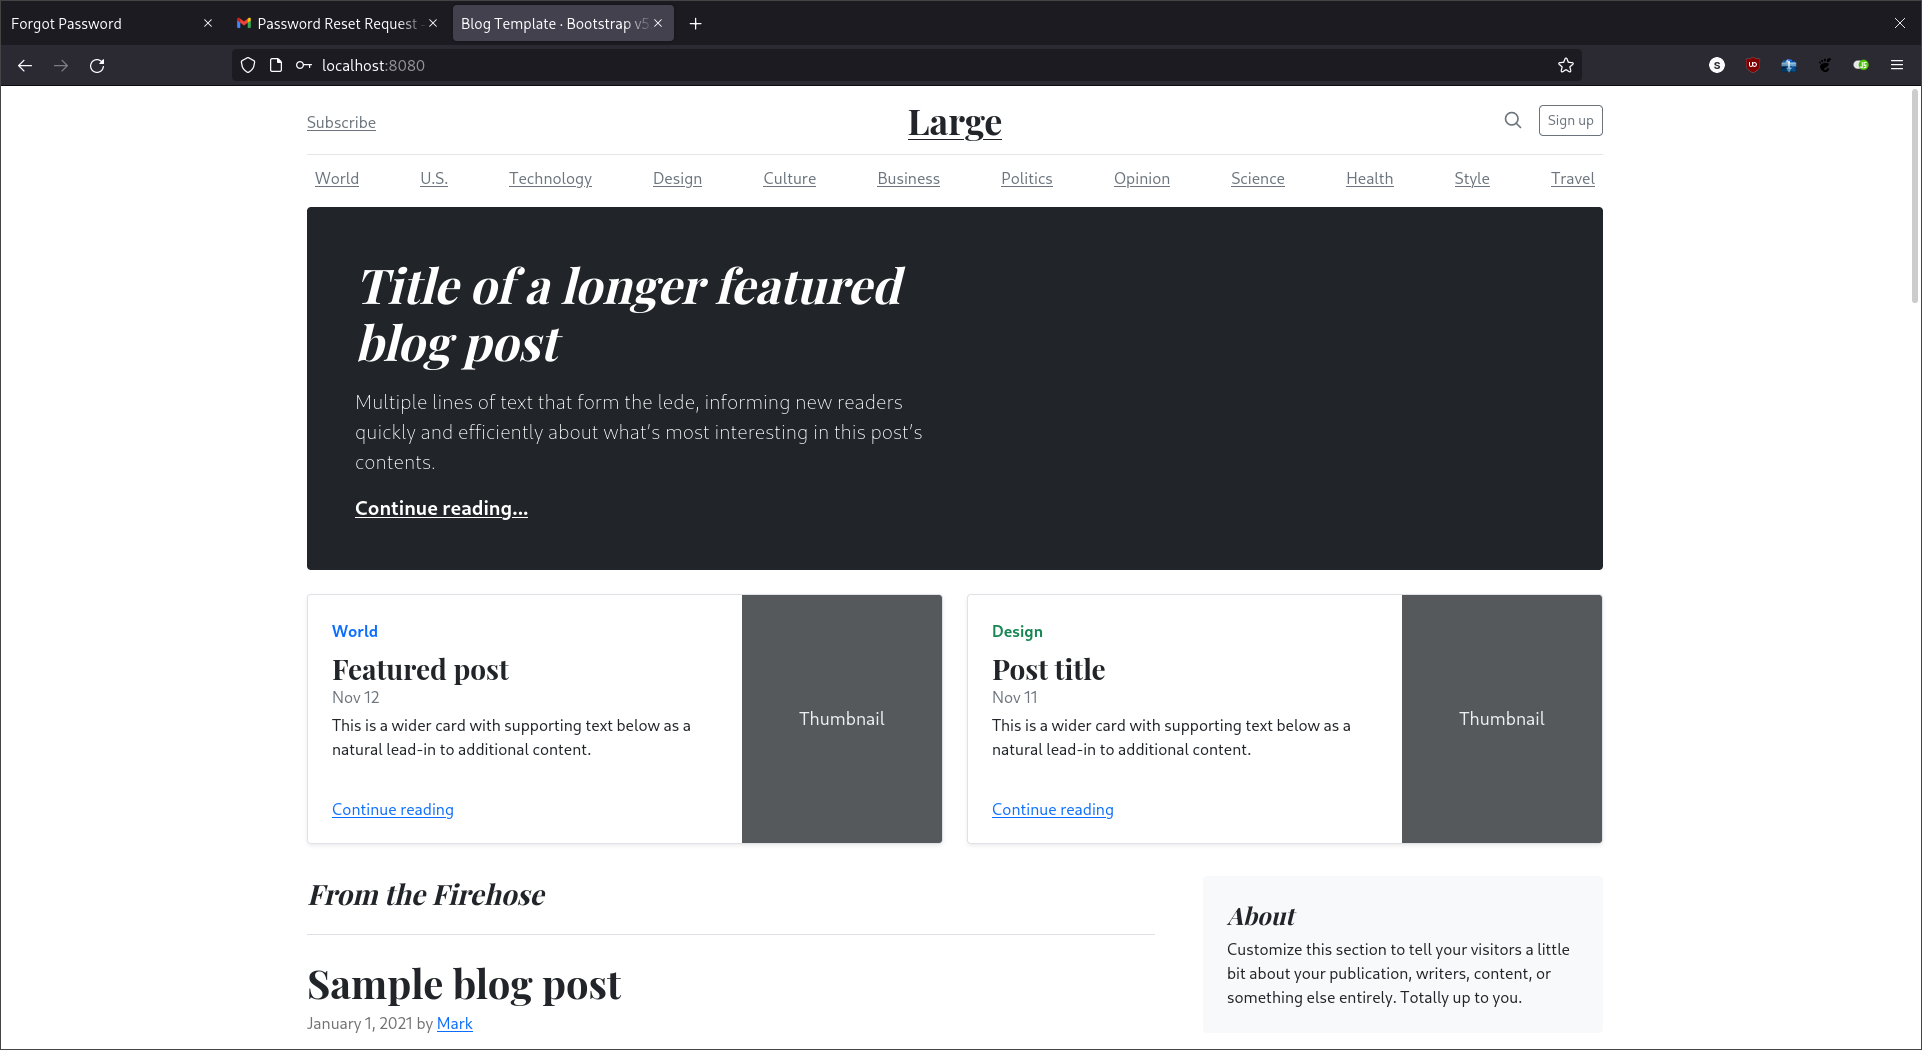 Forgot Password
Password Reset Request
Blog Template · Bootstrap v5
localhost:8080
Subscribe
Large
Sign up
World U.S. Technology Design Culture Business Politics Opinion Science Health Style Travel
Title of a longer featured
blog post
Multiple lines of text that form the lede, informing new readers
quickly and efficiently about what's most interesting in this post's
contents.
Continue reading...
World
Featured post
Nov 12
This is a wider card with supporting text below as a
natural lead-in to additional content.
Continue reading
Thumbnail
Design
Post title
Nov 11
This is a wider card with supporting text below as a
natural lead-in to additional content.
Continue reading
Thumbnail
From the Firehose
Sample blog post
January 1, 2021 by Mark
About
Customize this section to tell your visitors a little
bit about your publication, writers, content, or
something else entirely. Totally up to you.